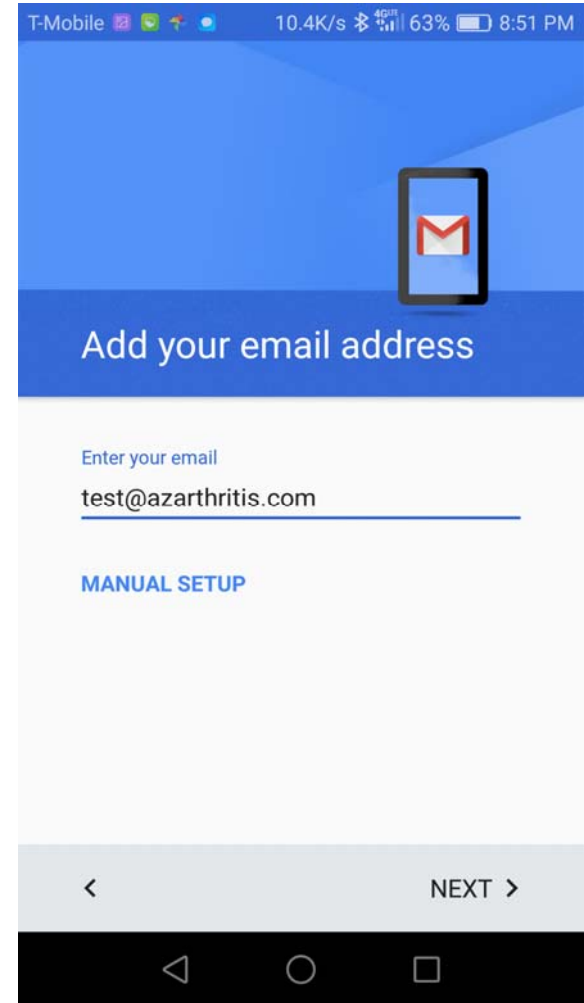 T-Mobile 10.4K/s 63% 8:51 PM
Add your email address
Enter your email
test@azarthritis.com
MANUAL SETUP
NEXT